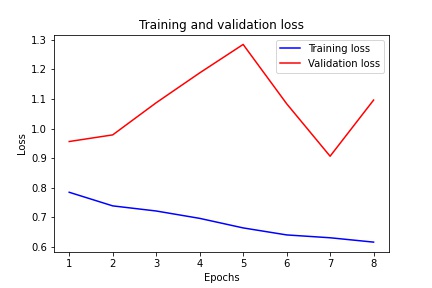 Training and validation loss
Training loss
Validation loss
1.3
1.2
1.1
1.0
0.9
0.8
0.7
0.6
Loss
1 2 3 4 5 6 7 8
Epochs